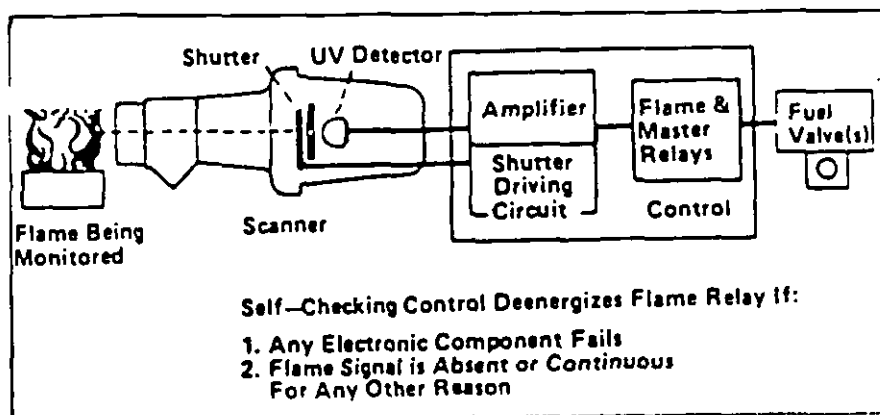 Shutter
UV Detector
Amplifier
Flame &
Master
Relays
Fuel
Valve(s)
Shutter
Driving
Circuit
Control
Scanner
Flame Being
Monitored
Self–Checking Control Deenergizes Flame Relay If:
1. Any Electronic Component Fails
2. Flame Signal is Absent or Continuous
For Any Other Reason